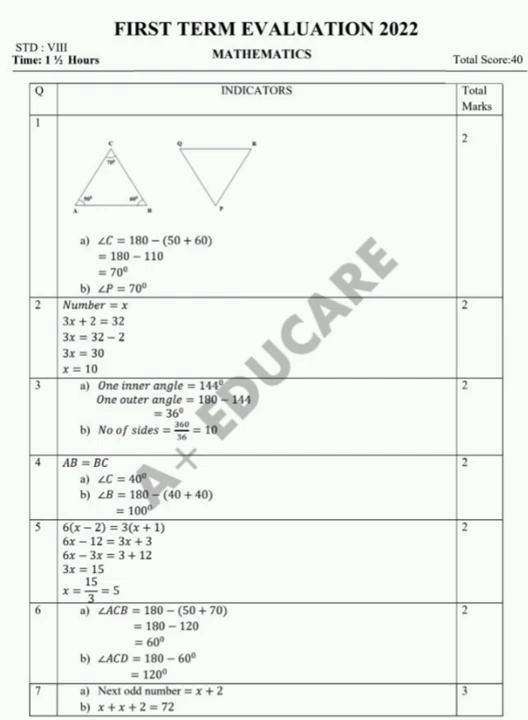 FIRST TERM EVALUATION 2022
STD : VIII
MATHEMATICS
Time: 1 ½ Hours
Total Score:40
Q INDICATORS Total Marks
1
2
C
70⁰
50⁰ 60⁰
A B
Q R
P
a) ∠C = 180 − (50 + 60)
= 180 − 110
= 70⁰
b) ∠P = 70⁰
2 Number = x 2
3x + 2 = 32
3x = 32 − 2
3x = 30
x = 10
3 a) One inner angle = 144⁰ 2
One outer angle = 180 − 144
= 36⁰
b) No of sides = 360/36 = 10
4 AB = BC 2
a) ∠C = 40⁰
b) ∠B = 180 − (40 + 40)
= 100⁰
5 6(x − 2) = 3(x + 1) 2
6x − 12 = 3x + 3
6x − 3x = 3 + 12
3x = 15
x = 15/3 = 5
6 a) ∠ACB = 180 − (50 + 70) 2
= 180 − 120
= 60⁰
b) ∠ACD = 180 − 60⁰
= 120⁰
7 a) Next odd number = x + 2 3
b) x + x + 2 = 72
A+ EDUCARE